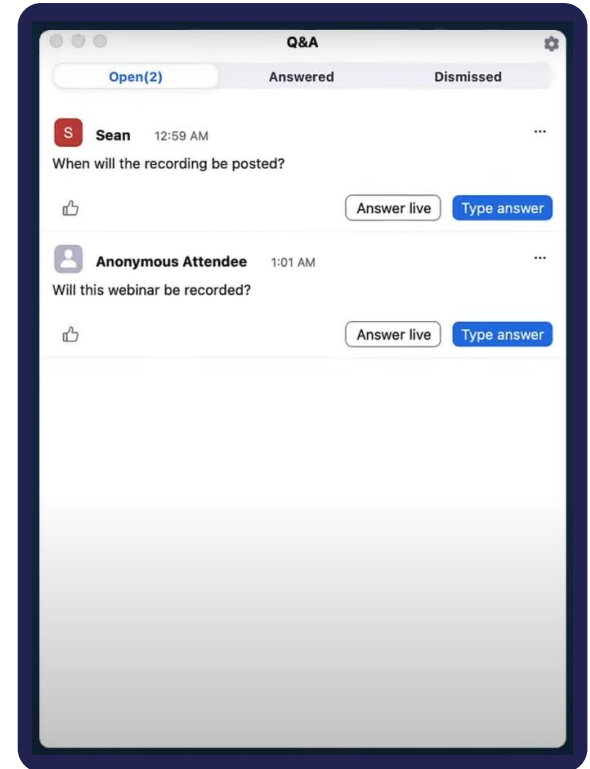 Q&A
Open(2) Answered Dismissed
S Sean 12:59 AM ...
When will the recording be posted?
Answer live Type answer
Anonymous Attendee 1:01 AM ...
Will this webinar be recorded?
Answer live Type answer